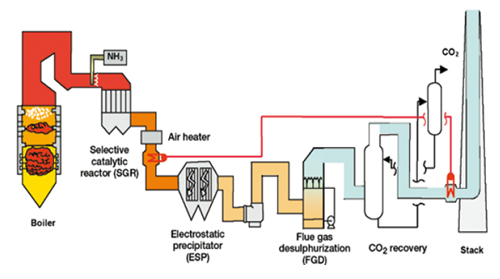 NH3
CO2
Selective
catalytic
reactor (SGR)
Air heater
Boiler
Electrostatic
precipitator
(ESP)
Flue gas
desulphurization
(FGD)
CO2 recovery
Stack